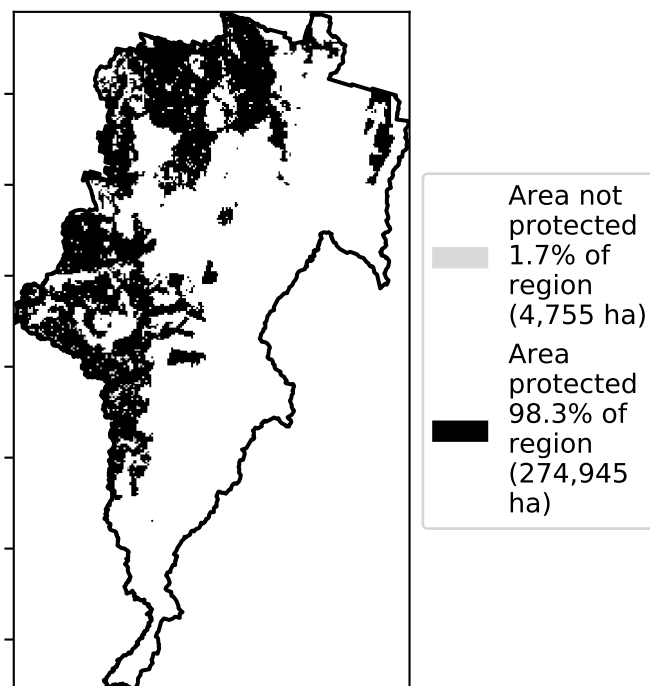 Area not
protected
1.7% of
region
(4,755 ha)
Area
protected
98.3% of
region
(274,945
ha)